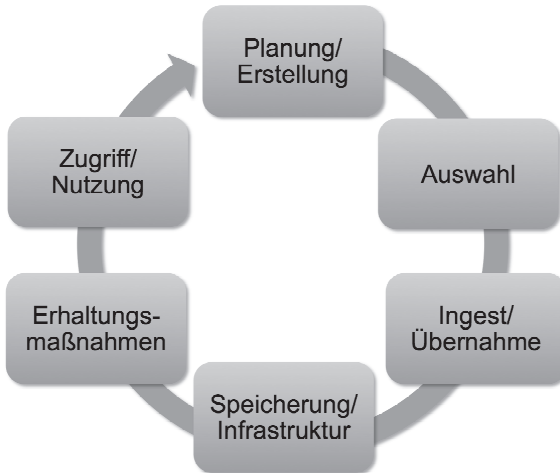 Planung/
Erstellung
Auswahl
Ingest/
Übernahme
Speicherung/
Infrastruktur
Erhaltungs-
maßnahmen
Zugriff/
Nutzung